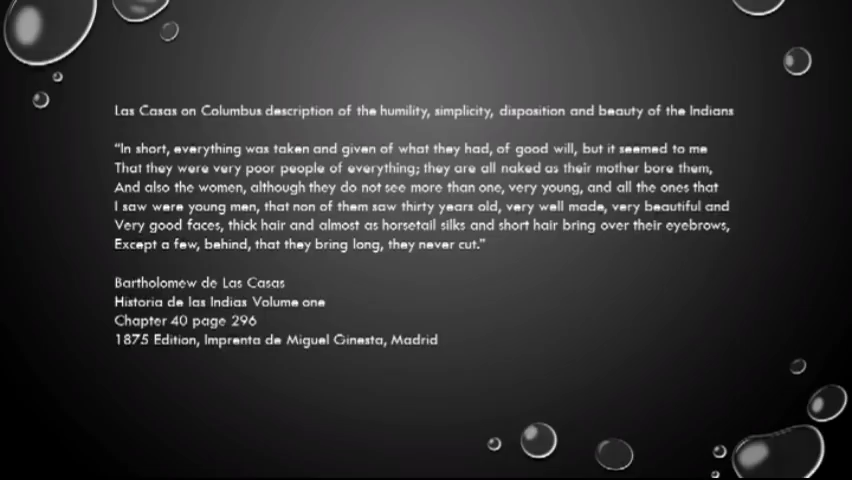 Las Casas on Columbus description of the humility, simplicity, disposition and beauty of the Indians
“In short, everything was taken and given of what they had, of good will, but it seemed to me
That they were very poor people of everything; they are all naked as their mother bore them,
And also the women, although they do not see more than one, very young, and all the ones that
I saw were young men, that non of them saw thirty years old, very well made, very beautiful and
Very good faces, thick hair and almost as horsetail silks and short hair bring over their eyebrows,
Except a few, behind, that they bring long, they never cut.”
Bartholomew de Las Casas
Historia de las Indias Volume one
Chapter 40 page 296
1875 Edition, Imprenta de Miguel Ginesta, Madrid